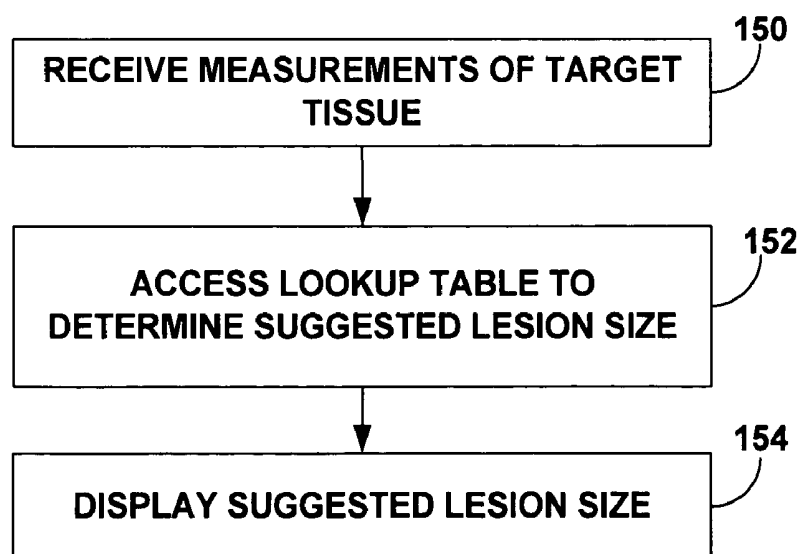 150
RECEIVE MEASUREMENTS OF TARGET
TISSUE
152
ACCESS LOOKUP TABLE TO
DETERMINE SUGGESTED LESION SIZE
154
DISPLAY SUGGESTED LESION SIZE